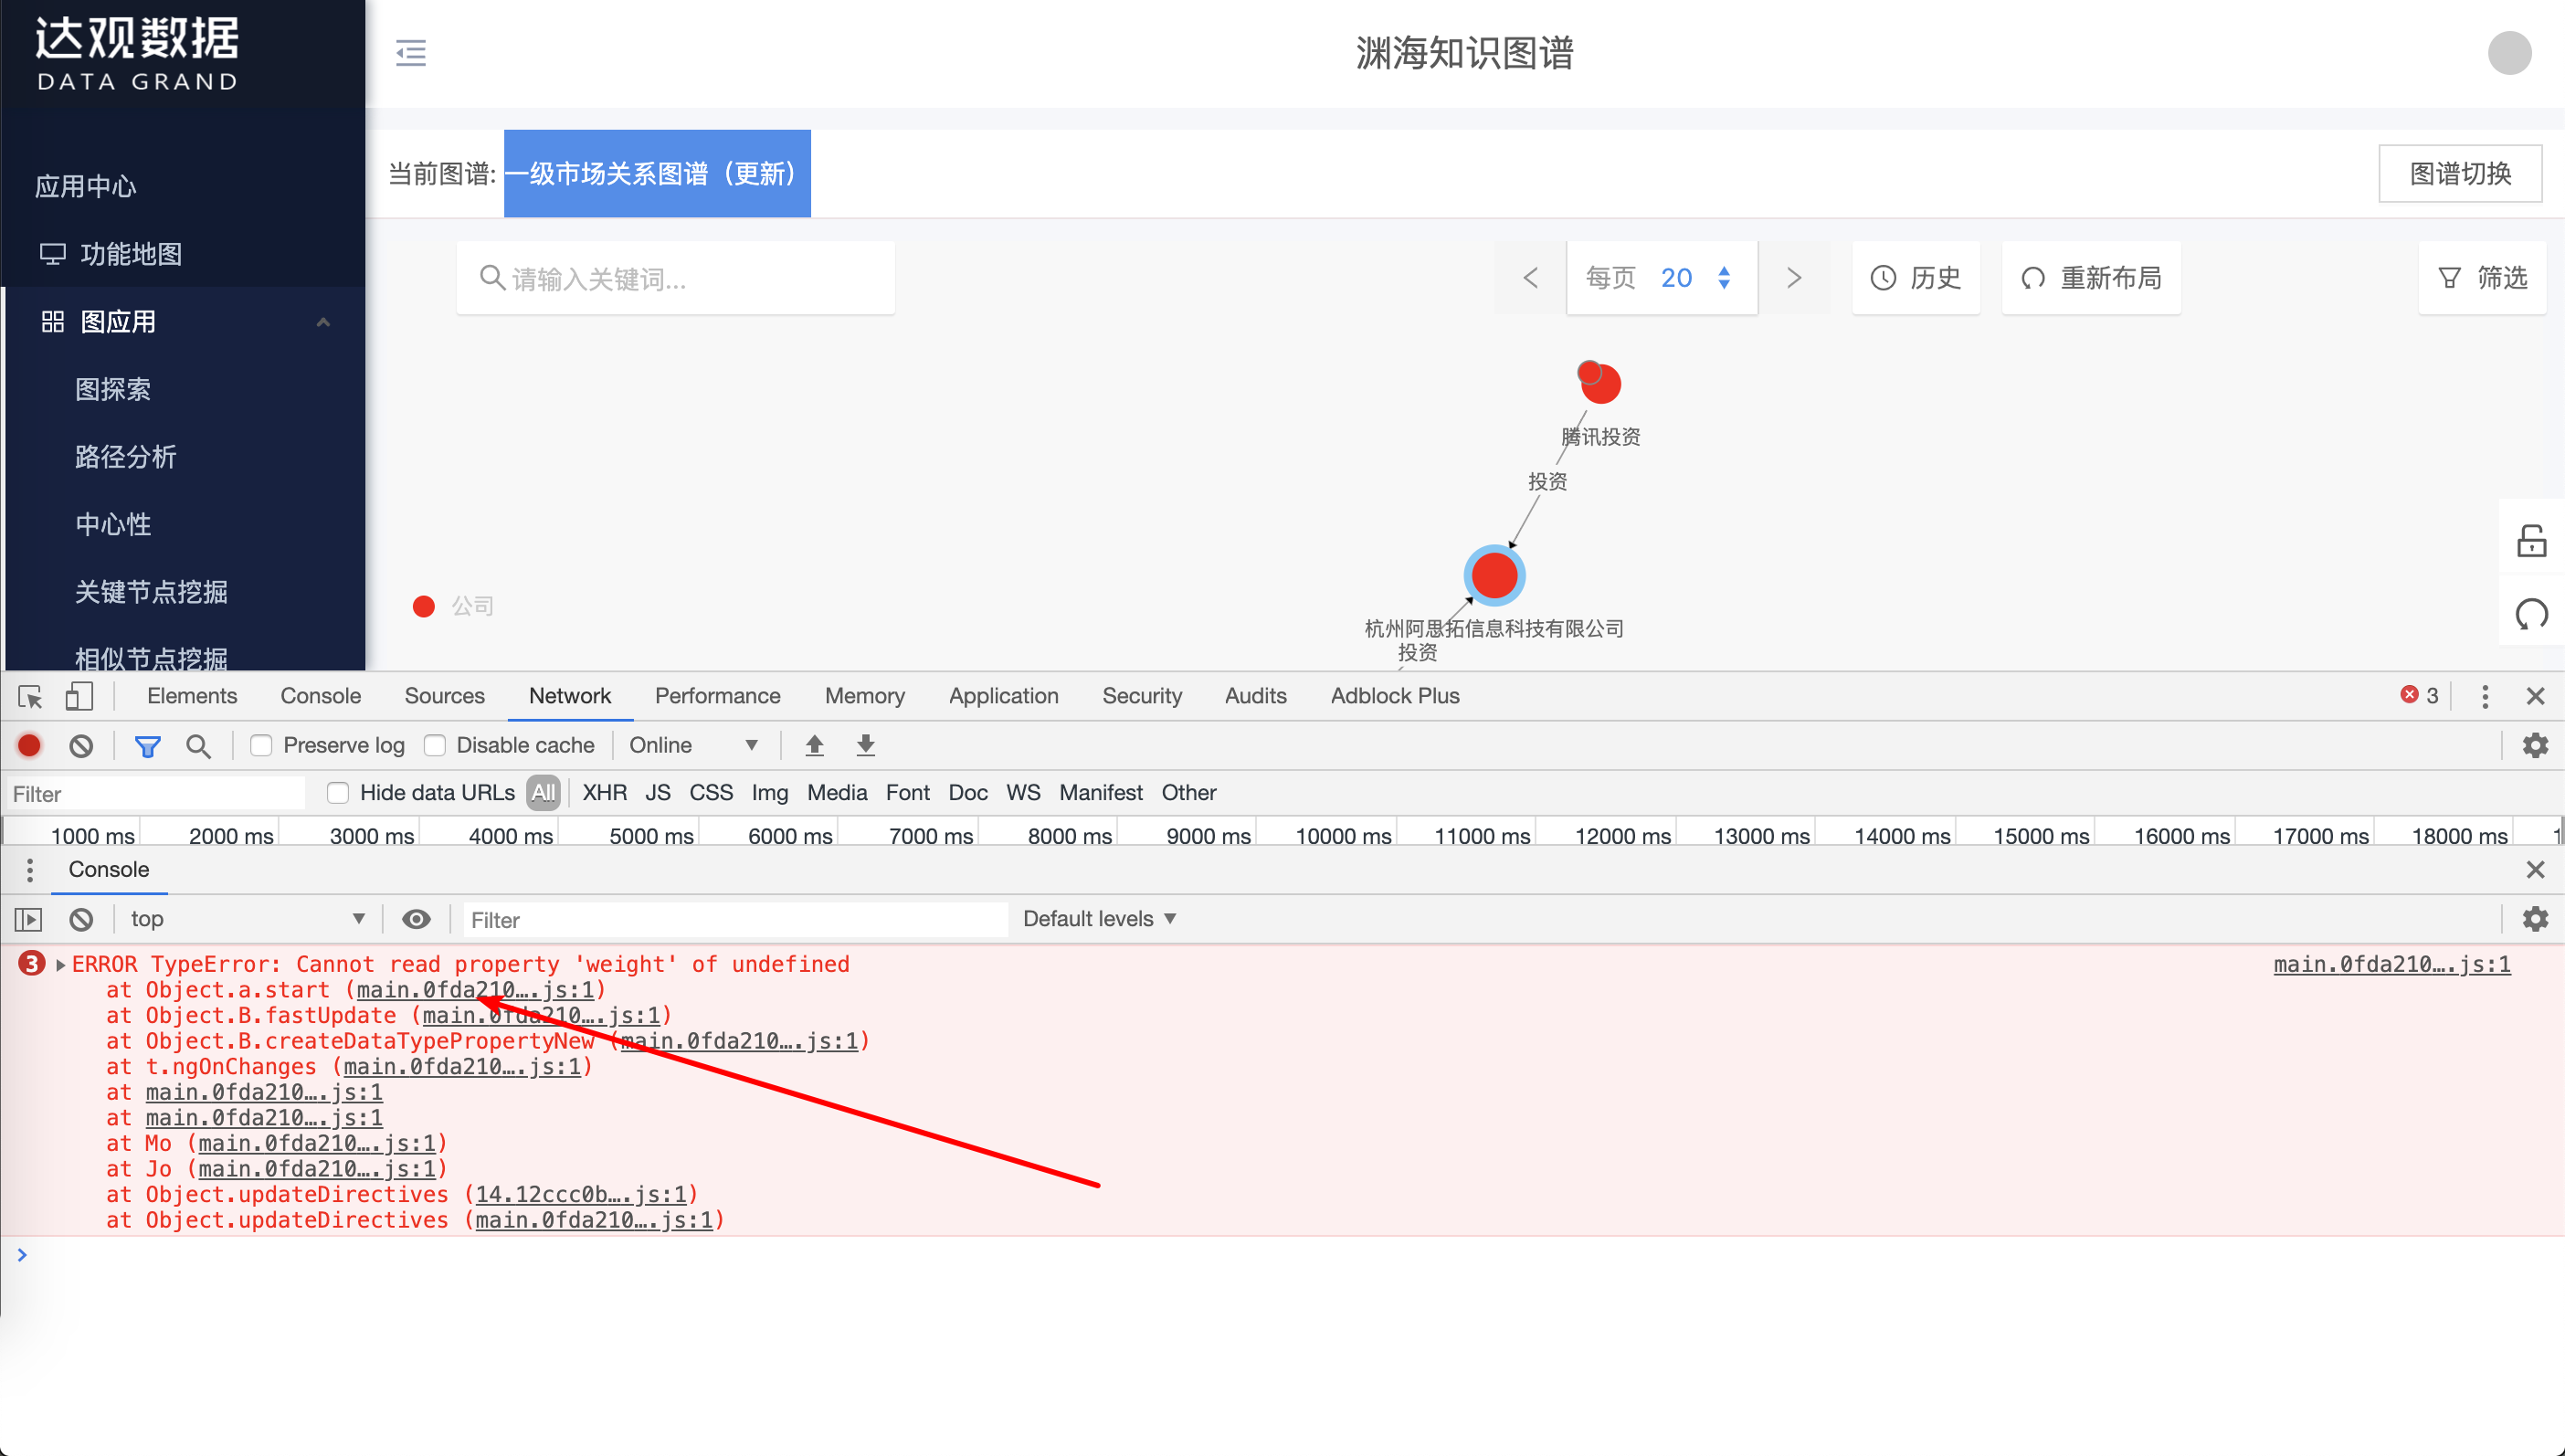 达观数据
DATA GRAND
渊海知识图谱
应用中心
功能地图
图应用
图探索
路径分析
中心性
关键节点挖掘
相似节点挖掘
当前图谱: 一级市场关系图谱（更新）
图谱切换
请输入关键词...
每页 20
历史
重新布局
筛选
腾讯投资
投资
杭州阿思拓信息科技有限公司
投资
公司
Elements Console Sources Network Performance Memory Application Security Audits Adblock Plus 3
Preserve log Disable cache Online
Filter Hide data URLs All XHR JS CSS Img Media Font Doc WS Manifest Other
1000 ms 2000 ms 3000 ms 4000 ms 5000 ms 6000 ms 7000 ms 8000 ms 9000 ms 10000 ms 11000 ms 12000 ms 13000 ms 14000 ms 15000 ms 16000 ms 17000 ms 18000 ms
Console
top Filter Default levels
3 ERROR TypeError: Cannot read property 'weight' of undefined main.0fda210….js:1
at Object.a.start (main.0fda210….js:1)
at Object.B.fastUpdate (main.0fda210….js:1)
at Object.B.createDataTypePropertyNew (main.0fda210….js:1)
at t.ngOnChanges (main.0fda210….js:1)
at main.0fda210….js:1
at main.0fda210….js:1
at Mo (main.0fda210….js:1)
at Jo (main.0fda210….js:1)
at Object.updateDirectives (14.12ccc0b….js:1)
at Object.updateDirectives (main.0fda210….js:1)